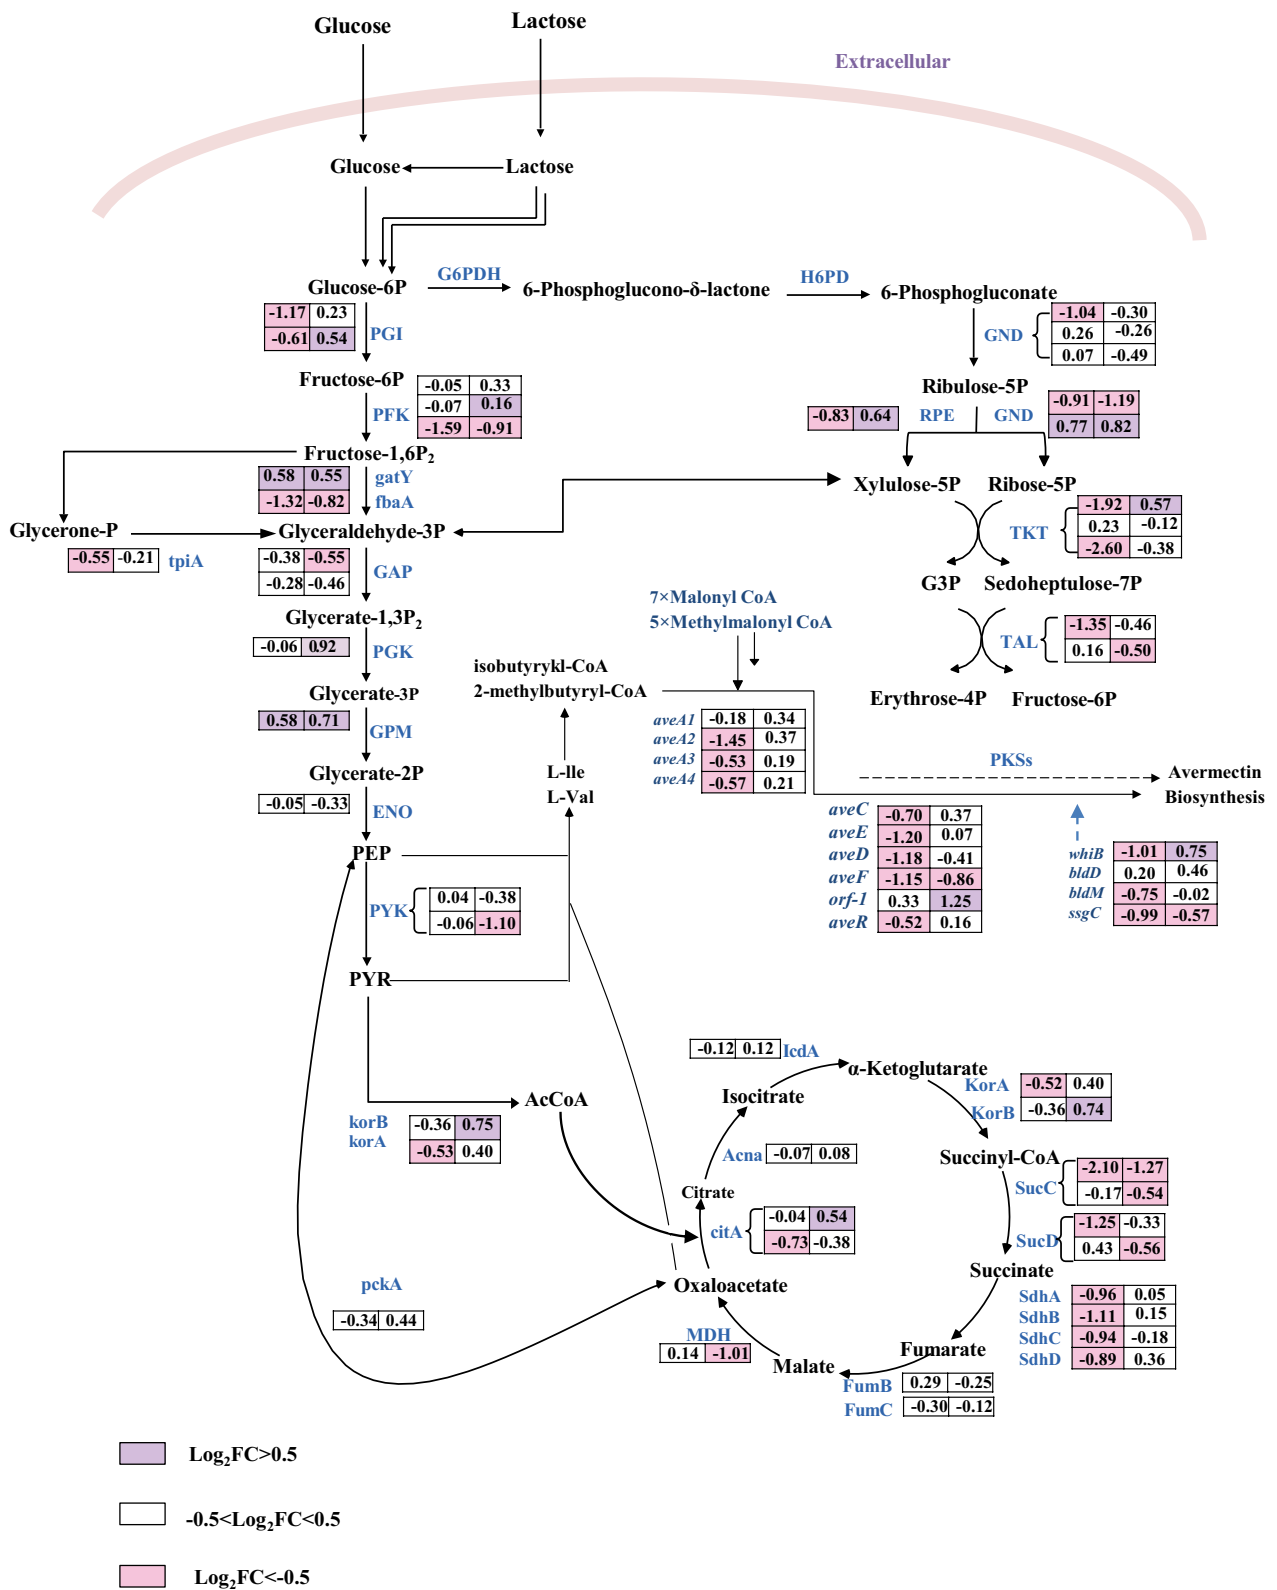 Glucose
Lactose
Extracellular
Glucose
Lactose
Glucose-6P
G6PDH
6-Phosphoglucono-δ-lactone
H6PD
6-Phosphogluconate
-1.17 0.23
-0.61 0.54
PGI
GND
-1.04 -0.30
0.26 -0.26
0.07 -0.49
Fructose-6P
PFK
-0.05 0.33
-0.07 0.16
-1.59 -0.91
Ribulose-5P
-0.83 0.64
RPE
GND
-0.91 -1.19
0.77 0.82
Fructose-1,6P₂
0.58 0.55
-1.32 -0.82
gatY
fbaA
Xylulose-5P
Ribose-5P
Glycerone-P
Glyceraldehyde-3P
-0.55 -0.21
tpiA
-0.38 -0.55
-0.28 -0.46
GAP
TKT
-1.92 0.57
0.23 -0.12
-2.60 -0.38
G3P
Sedoheptulose-7P
Glycerate-1,3P₂
-0.06 0.92
PGK
7×Malonyl CoA
5×Methylmalonyl CoA
TAL
-1.35 -0.46
0.16 -0.50
isobutyrykl-CoA
2-methylbutyryl-CoA
Erythrose-4P
Fructose-6P
Glycerate-3P
0.58 0.71
GPM
aveA1 -0.18 0.34
aveA2 -1.45 0.37
aveA3 -0.53 0.19
aveA4 -0.57 0.21
Glycerate-2P
-0.05 -0.33
ENO
L-lle
L-Val
PKSs
Avermectin
Biosynthesis
aveC -0.70 0.37
aveE -1.20 0.07
aveD -1.18 -0.41
aveF -1.15 -0.86
orf-1 0.33 1.25
aveR -0.52 0.16
whiB -1.01 0.75
bldD 0.20 0.46
bldM -0.75 -0.02
ssgC -0.99 -0.57
PEP
PYK
0.04 -0.38
-0.06 -1.10
PYR
-0.12 0.12
IcdA
α-Ketoglutarate
Isocitrate
KorA -0.52 0.40
KorB -0.36 0.74
AcCoA
korB -0.36 0.75
korA -0.53 0.40
Acna -0.07 0.08
Succinyl-CoA
SucC
-2.10 -1.27
-0.17 -0.54
Citrate
citA
-0.04 0.54
-0.73 -0.38
SucD
-1.25 -0.33
0.43 -0.56
Succinate
Oxaloacetate
pckA
-0.34 0.44
SdhA -0.96 0.05
SdhB -1.11 0.15
SdhC -0.94 -0.18
SdhD -0.89 0.36
MDH
0.14 -1.01
Malate
Fumarate
FumB 0.29 -0.25
FumC -0.30 -0.12
Log₂FC>0.5
-0.5<Log₂FC<0.5
Log₂FC<-0.5